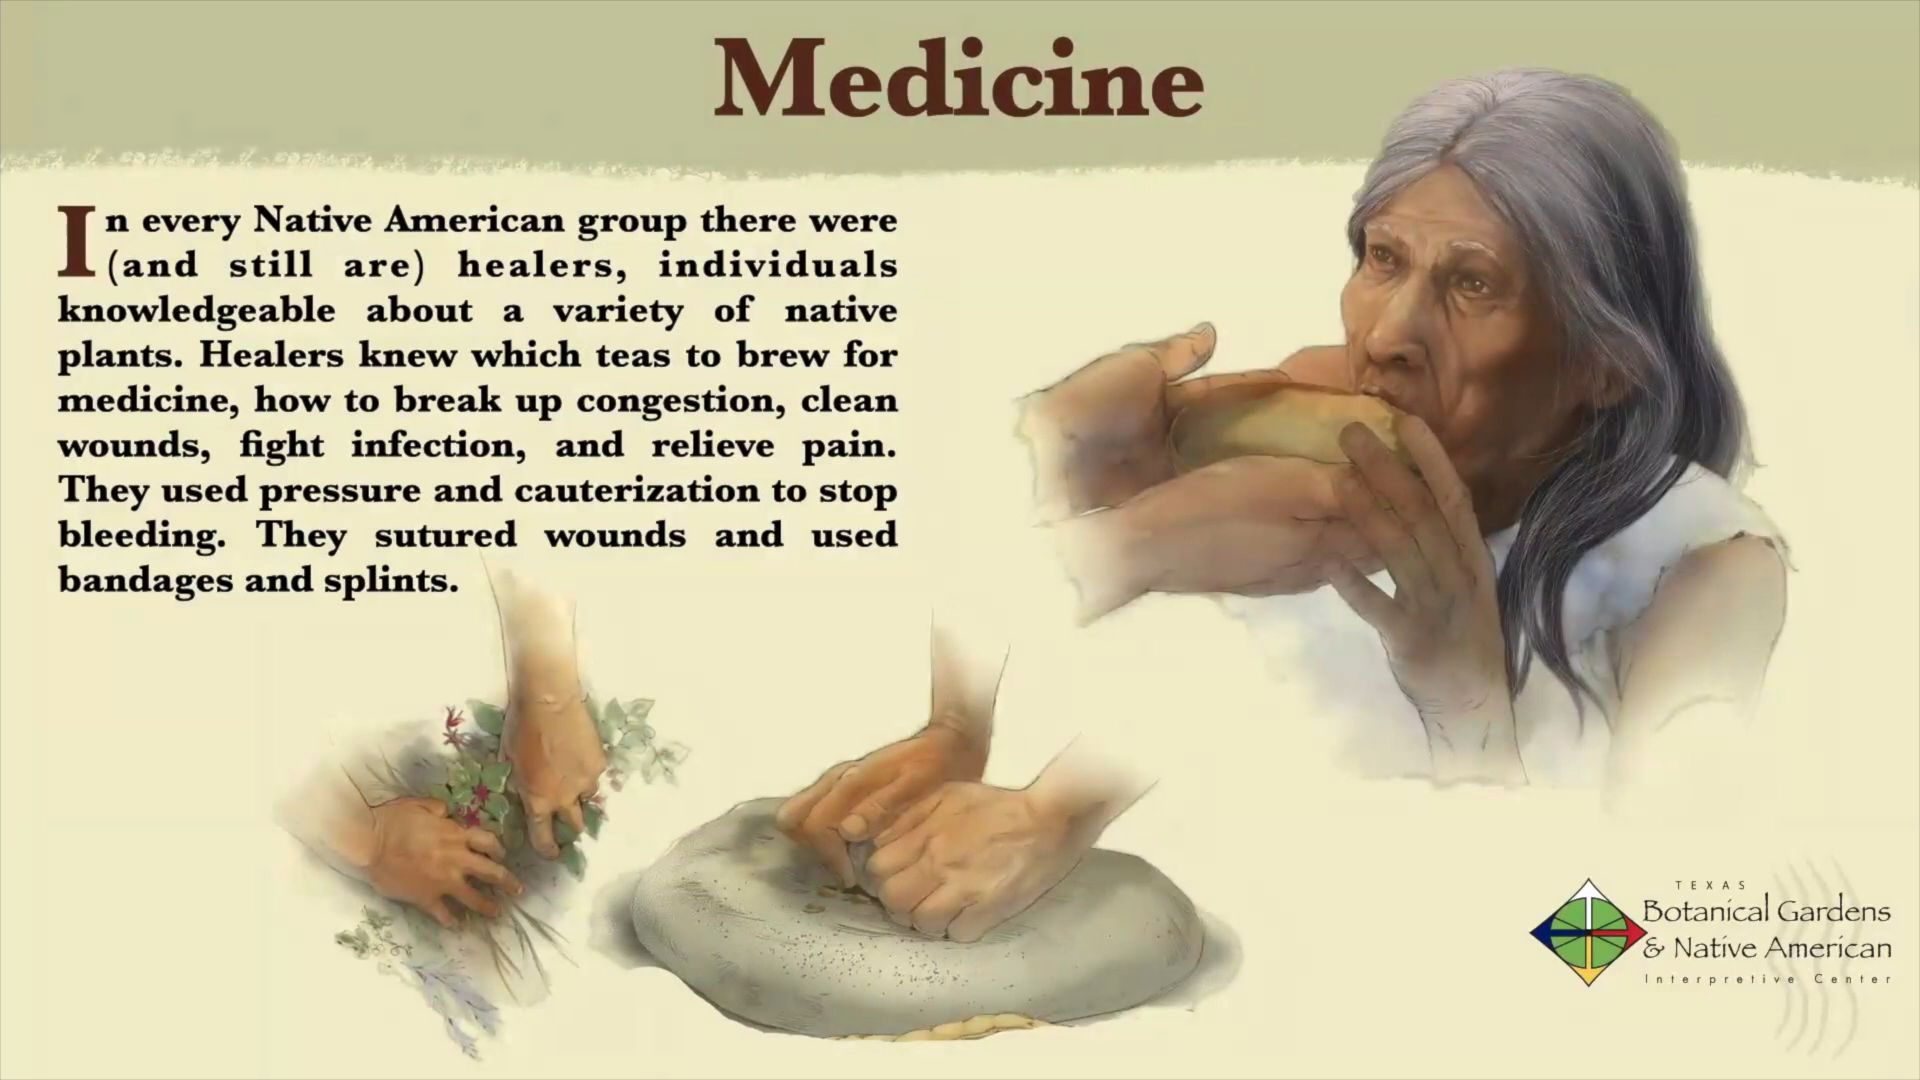 Medicine
In every Native American group there were
(and still are) healers, individuals
knowledgeable about a variety of native
plants. Healers knew which teas to brew for
medicine, how to break up congestion, clean
wounds, fight infection, and relieve pain.
They used pressure and cauterization to stop
bleeding. They sutured wounds and used
bandages and splints.
TEXAS
Botanical Gardens
& Native American
Interpretive Center